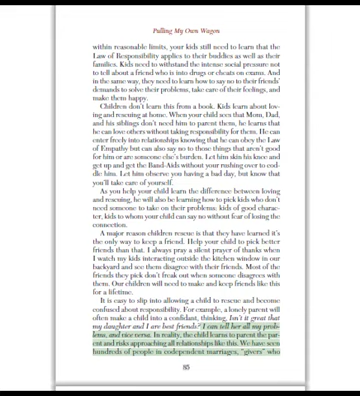 Pulling My Own Wagon
within reasonable limits, your kids still need to learn that the
Law of Responsibility applies to their buddies as well as their
families. Kids need to withstand the intense social pressure not
to tell about a friend who is into drugs or cheats on exams. And
in the same way, they need to learn how to say no to their friends'
demands to solve their problems, take care of their feelings, and
make them happy.
Children don't learn this from a book. Kids learn about lov-
ing and rescuing at home. When your child sees that Mom, Dad,
and his siblings don't need him to parent them, he learns that
he can love others without taking responsibility for them. He can
enter freely into relationships knowing that he can obey the Law
of Empathy but can also say no to those things that aren't good
for him or are someone else's burden. Let him skin his knee and
get up and get the Band-Aids without your rushing over to cod-
dle him. Let him observe you having a bad day, but know that
you'll take care of yourself.
As you help your child learn the difference between loving
and rescuing, he will also be learning how to pick kids who don't
need someone to take on their problems: kids of good charac-
ter, kids to whom your child can say no without fear of losing the
connection.
A major reason children rescue is that they have learned it's
the only way to keep a friend. Help your child to pick better
friends than that. I always pray a silent prayer of thanks when
I watch my kids interacting outside the kitchen window in our
backyard and see them disagree with their friends. Most of the
friends they pick don't freak out when someone disagrees with
them. Our children will need to make and keep friends like this
for a lifetime.
It is easy to slip into allowing a child to rescue and become
confused about responsibility. For example, a lonely parent will
often make a child into a confidant, thinking, Isn't it great that
my daughter and I are best friends? I can tell her all my prob-
lems, and vice versa. In reality, the child learns to parent the par-
ent and risks approaching all relationships like this. We have seen
hundreds of people in codependent marriages, "givers" who
85